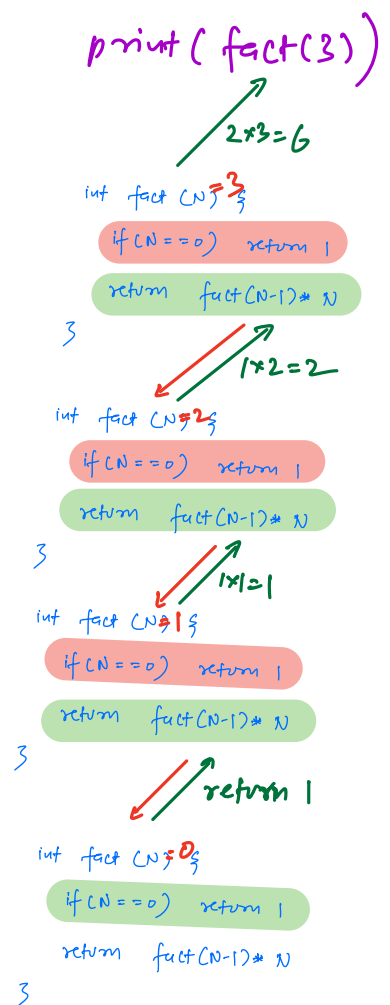 print(fact(3))
2*3=6
int fact (N) =3 {
if(N==0) return 1
return fact(N-1)* N
}
1*2=2
int fact (N) =2 {
if(N==0) return 1
return fact(N-1)* N
}
1*1=1
int fact (N) =1 {
if(N==0) return 1
return fact(N-1)* N
}
return 1
int fact (N) =0 {
if(N==0) return 1
return fact(N-1)* N
}